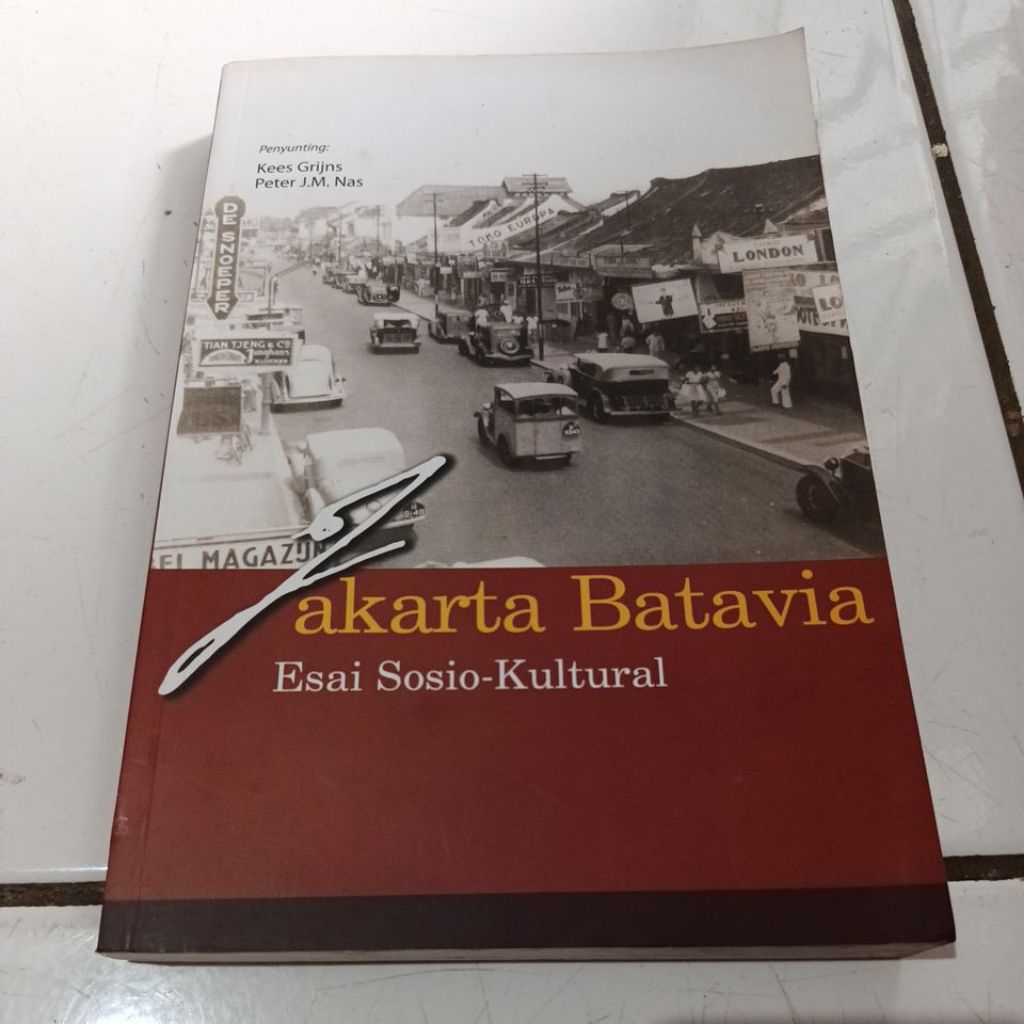 Penyunting:
Kees Grijns
Peter J.M. Nas
DE SNOEPER
TOKO EUROPA
LONDON
TIAN TJENG & CO
Junghans
KLOKKEN
EL MAGAZIJN
Jakarta Batavia
Esai Sosio-Kultural